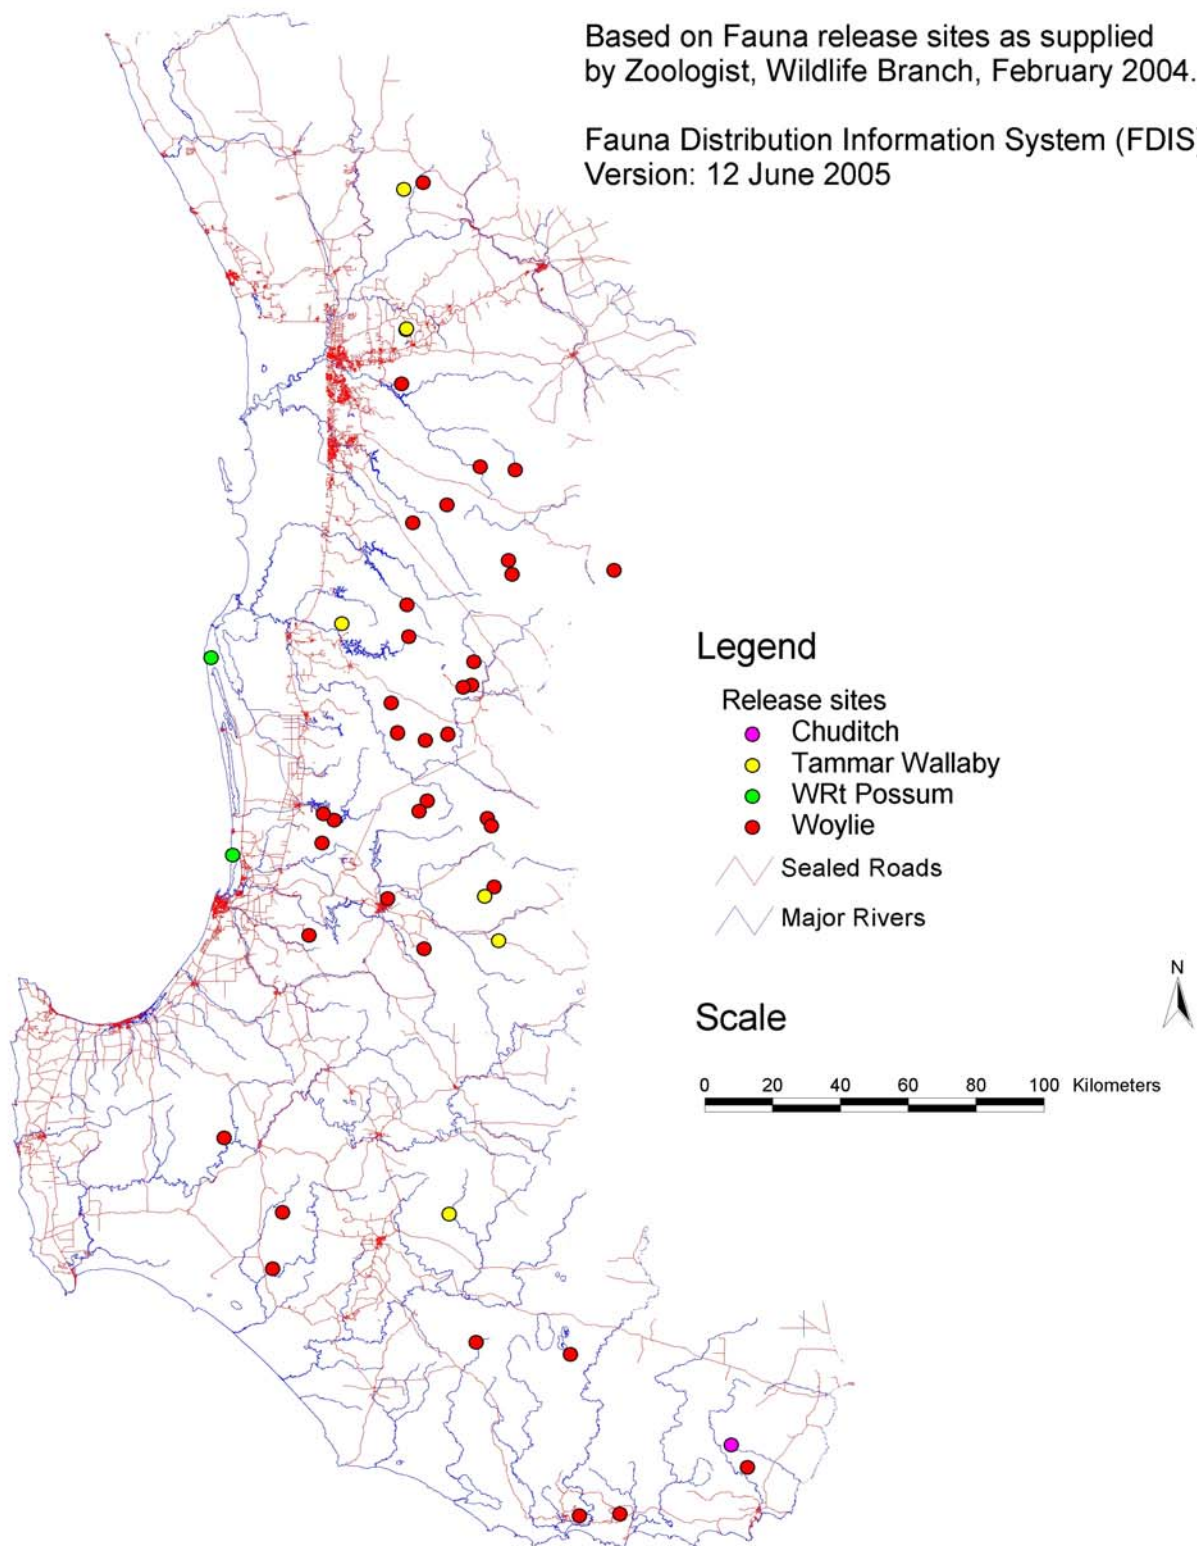 Based on Fauna release sites as supplied
by Zoologist, Wildlife Branch, February 2004.
Fauna Distribution Information System (FDIS)
Version: 12 June 2005
Legend
Release sites
Chuditch
Tammar Wallaby
WRt Possum
Woylie
Sealed Roads
Major Rivers
N
Scale
0 20 40 60 80 100 Kilometers